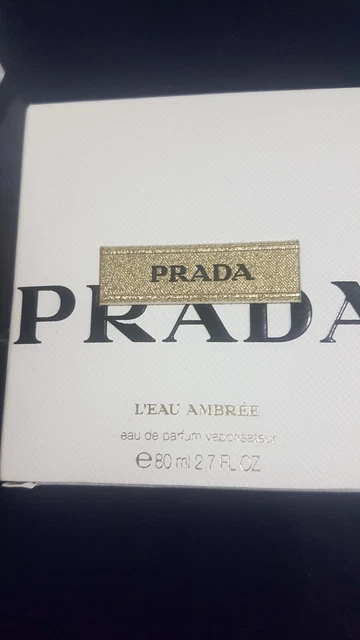 PRADA
PRADA
L'EAU AMBRÉE
eau de parfum vaporisateur
℮ 80 ml 2.7 FL.OZ